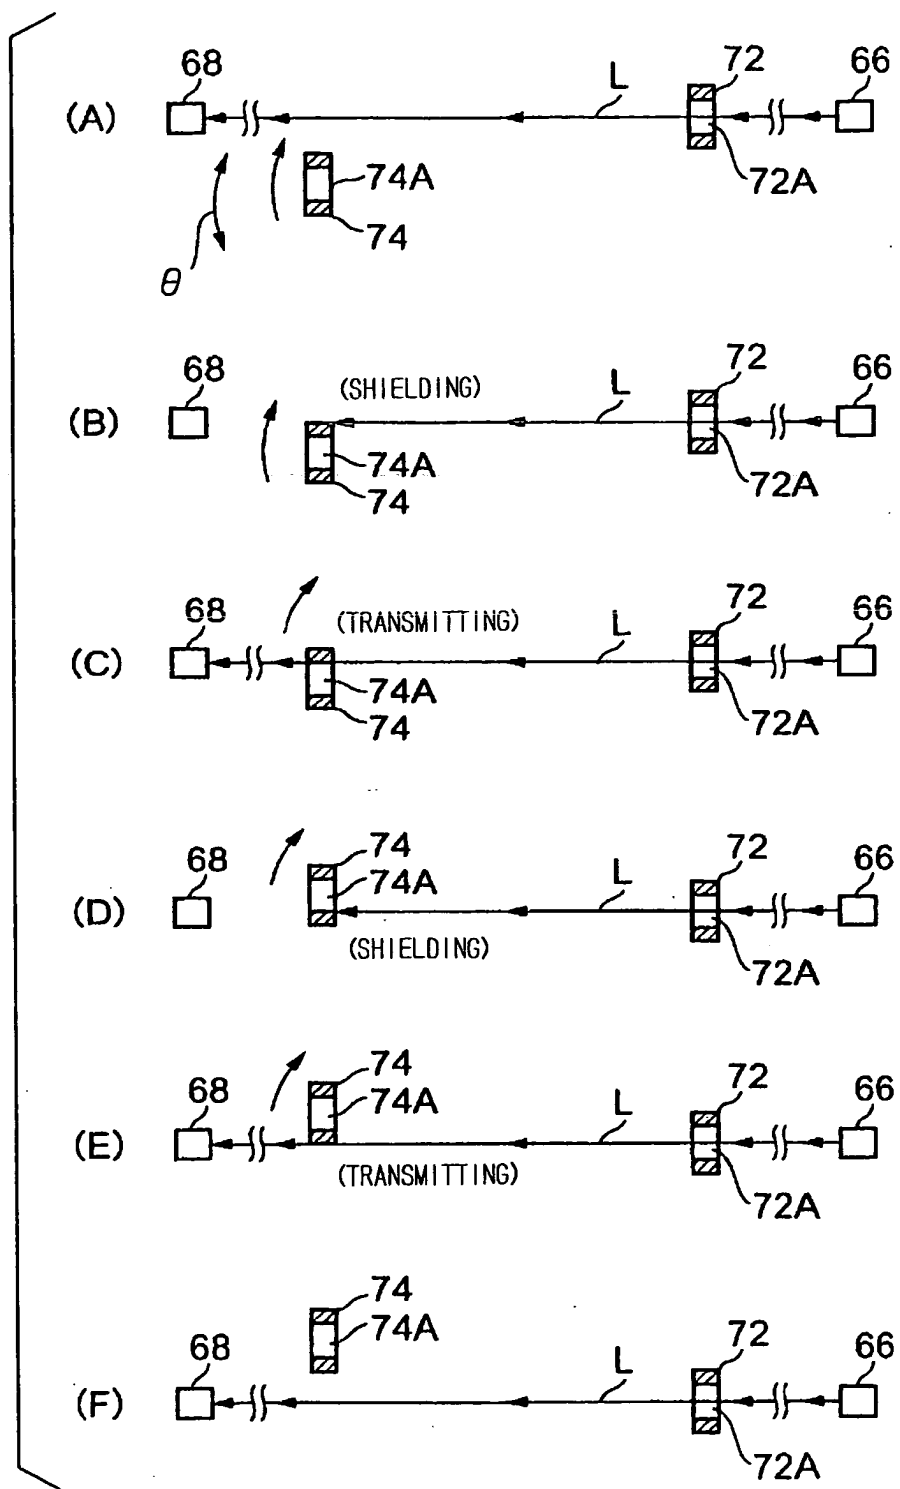 68
L
72
66
(A)
74A
72A
74
θ
68
(SHIELDING)
L
72
66
(B)
74A
72A
74
68
(TRANSMITTING)
L
72
66
(C)
74A
72A
74
68
74
L
72
66
(D)
74A
(SHIELDING)
72A
68
74
L
72
66
(E)
74A
(TRANSMITTING)
72A
68
74
L
72
66
(F)
74A
72A